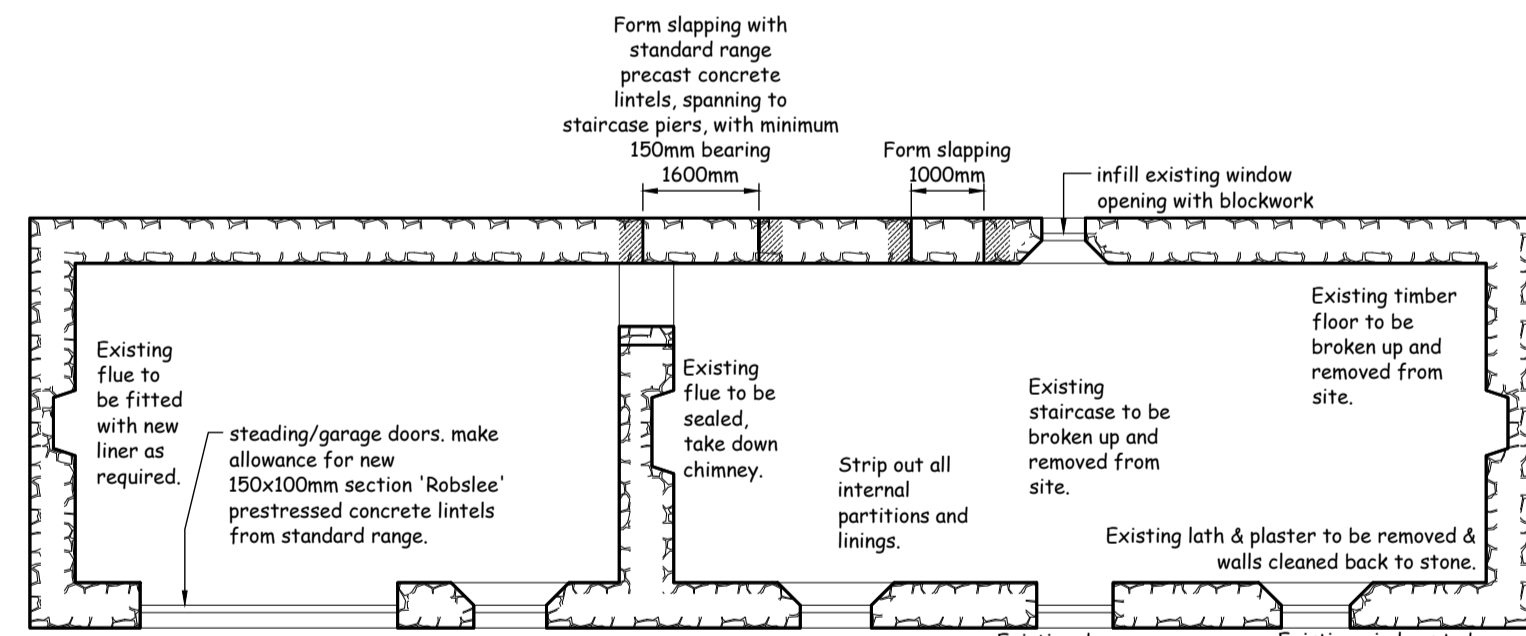 Form slapping with
standard range
precast concrete
lintels, spanning to
staircase piers, with minimum
150mm bearing
1600mm
Form slapping
1000mm
infill existing window
opening with blockwork
Existing
flue to
be fitted
with new
liner as
required.
steading/garage doors. make
allowance for new
150x100mm section 'Robslee'
prestressed concrete lintels
from standard range.
Existing
flue to be
sealed,
take down
chimney.
Strip out all
internal
partitions and
linings.
Existing
staircase to be
broken up and
removed from
site.
Existing timber
floor to be
broken up and
removed from
site.
Existing lath & plaster to be removed &
walls cleaned back to stone.